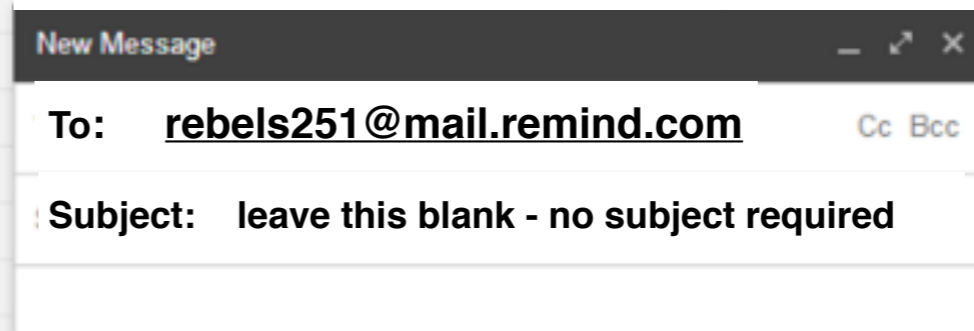 New Message
To: rebels251@mail.remind.com Cc Bcc
Subject: leave this blank - no subject required